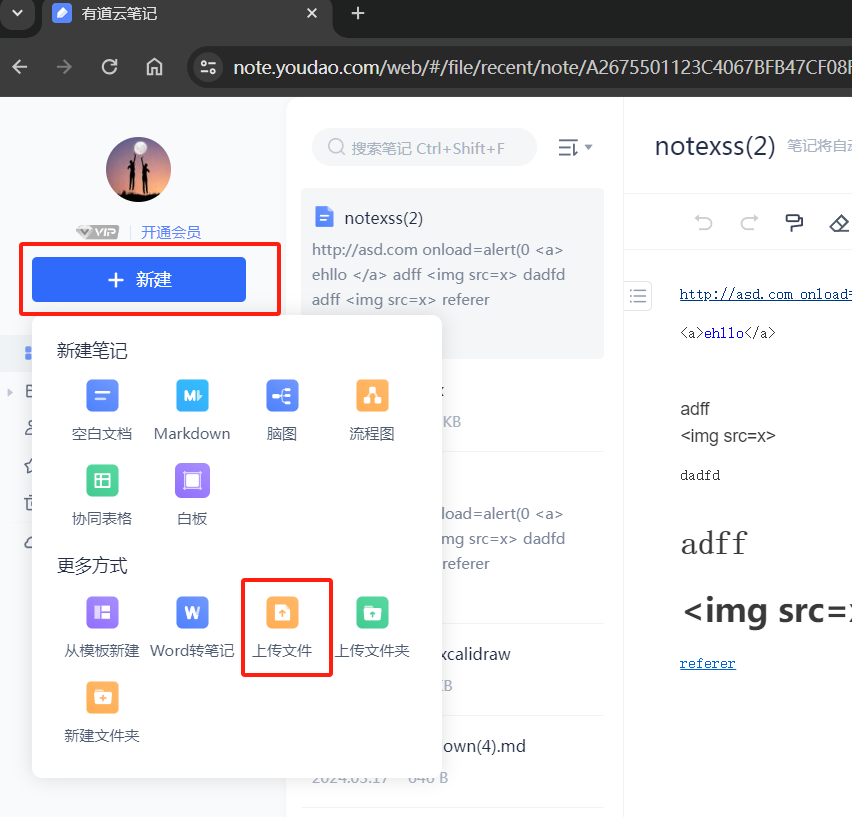 有道云笔记
note.youdao.com/web/#/file/recent/note/A2675501123C4067BFB47CF08
VIP
开通会员
+ 新建
新建笔记
空白文档
Markdown
脑图
流程图
协同表格
白板
更多方式
从模板新建
Word转笔记
上传文件
上传文件夹
新建文件夹
搜索笔记 Ctrl+Shift+F
notexss(2)
http://asd.com onload=alert(0 <a>
ehllo </a> adff <img src=x> dadfd
adff <img src=x> referer
KB
load=alert(0 <a>
mg src=x> dadfd
referer
xcalidraw
KB
own(4).md
2024.03.17 640 B
notexss(2)
笔记将自动
http://asd.com onload=
<a>ehllo</a>
adff
<img src=x>
dadfd
adff
<img src=x
referer